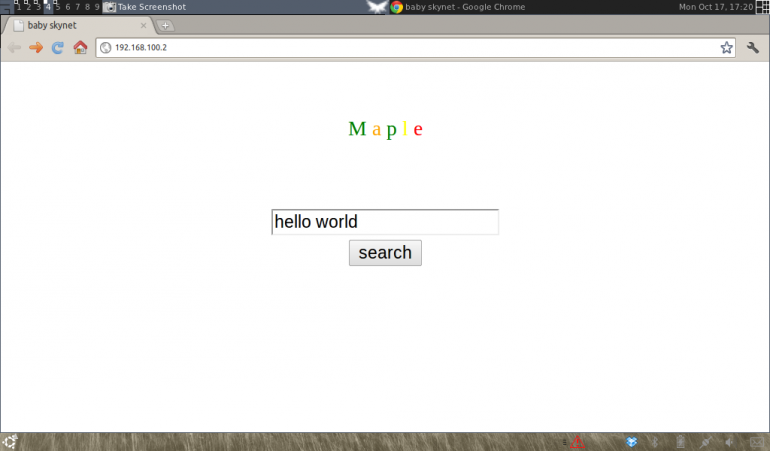 1 2 3 4 5 6 7 8 9 Take Screenshot baby skynet - Google Chrome Mon Oct 17, 17:20
baby skynet
192.168.100.2
M a p l e
hello world
search